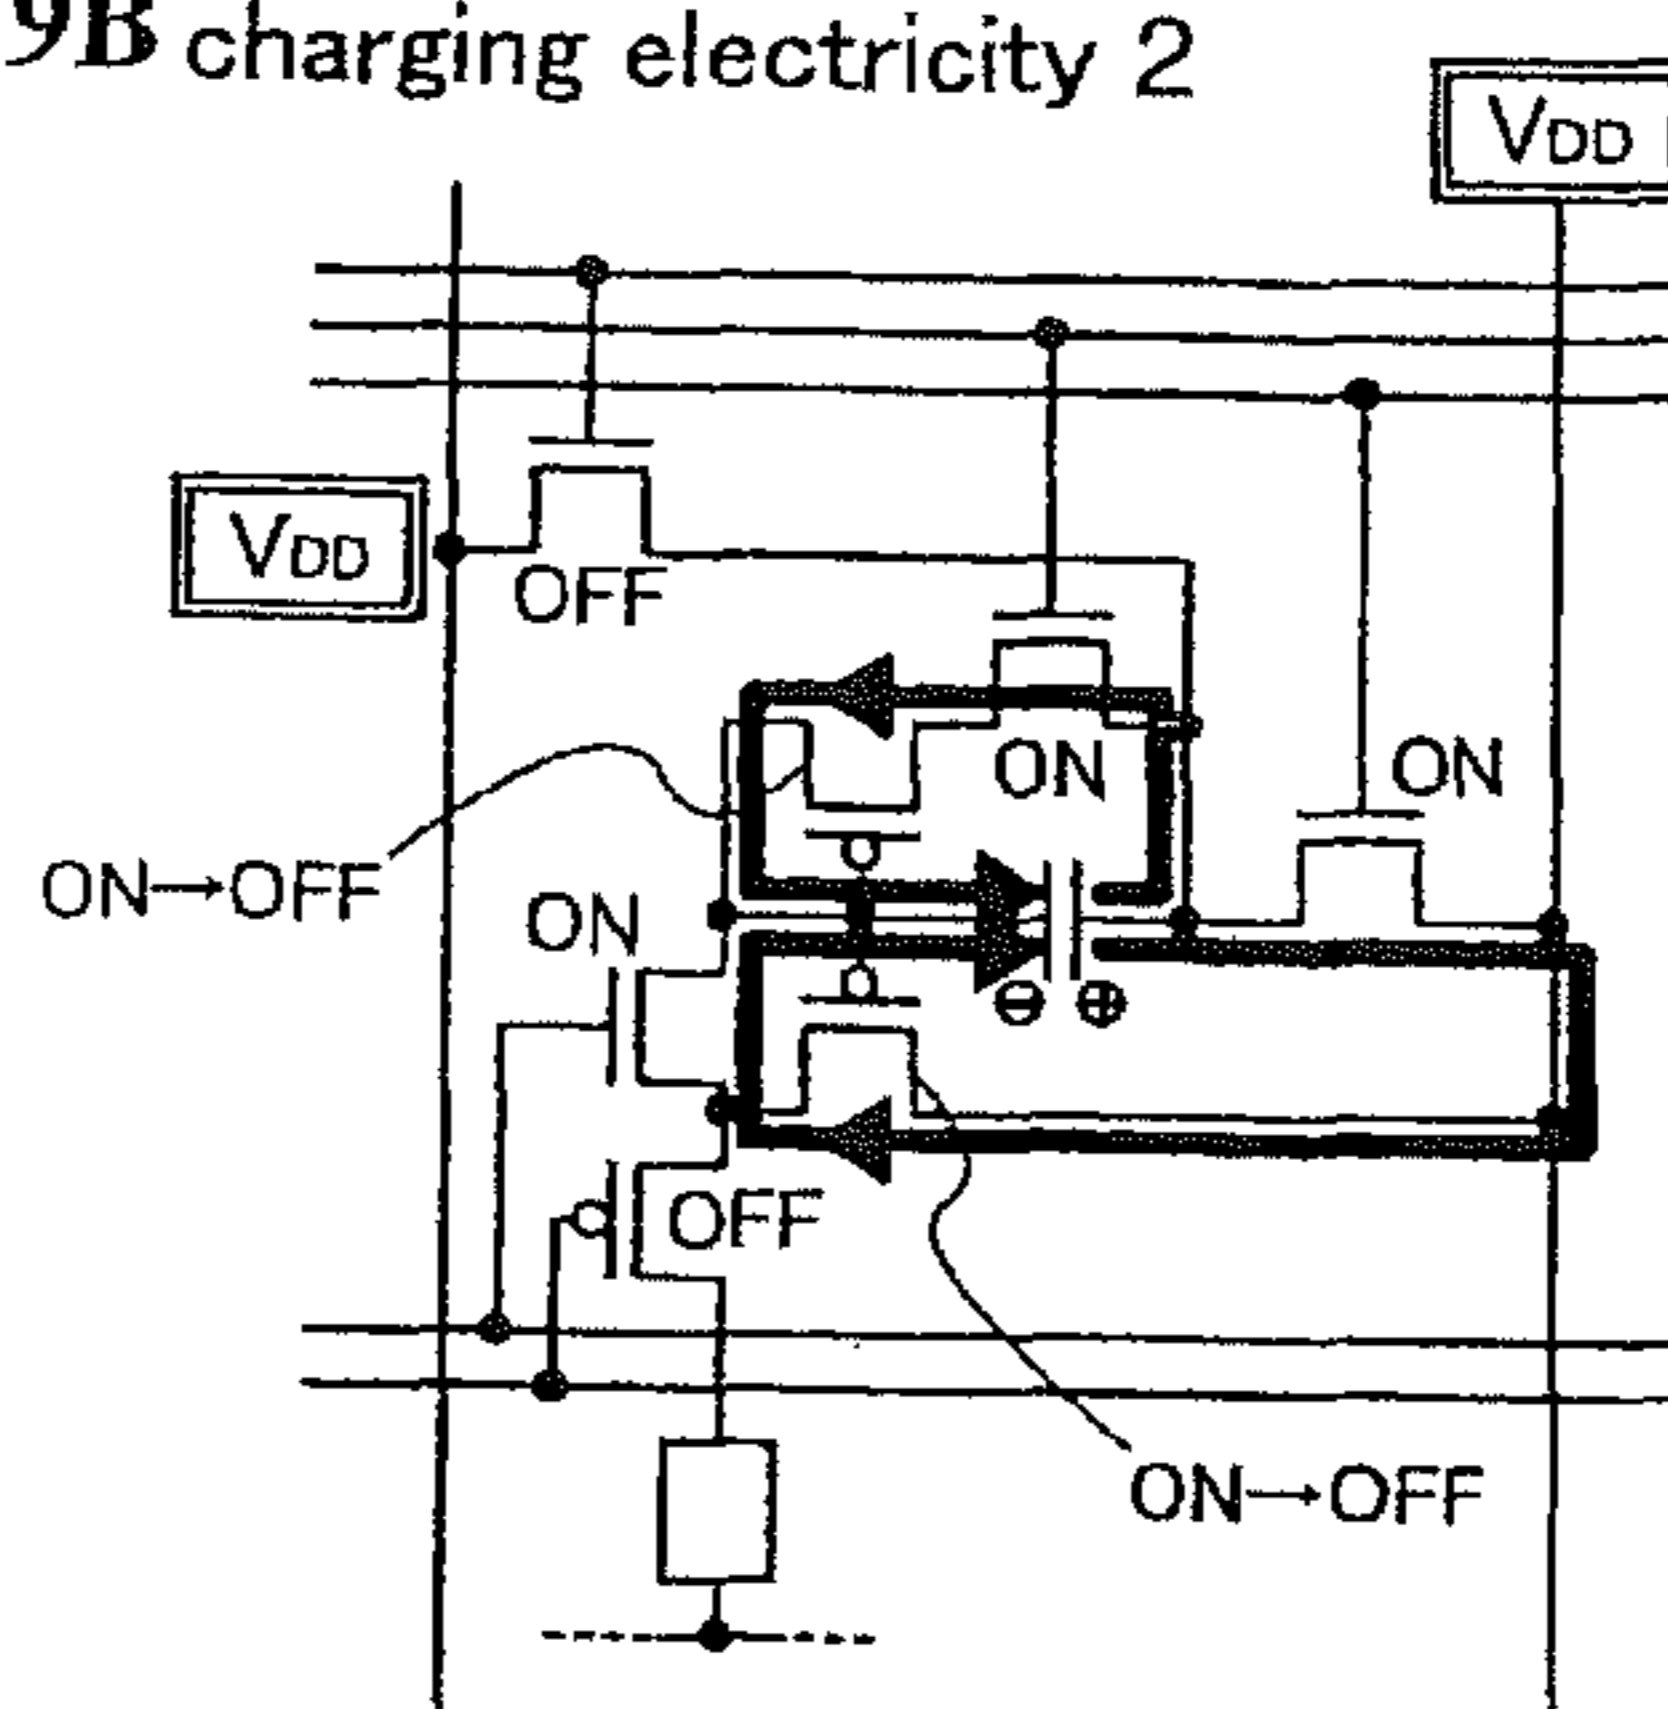 9B charging electricity 2
VDD
VDD
OFF
ON
ON
ON→OFF
ON
⊖ ⊕
OFF
ON→OFF